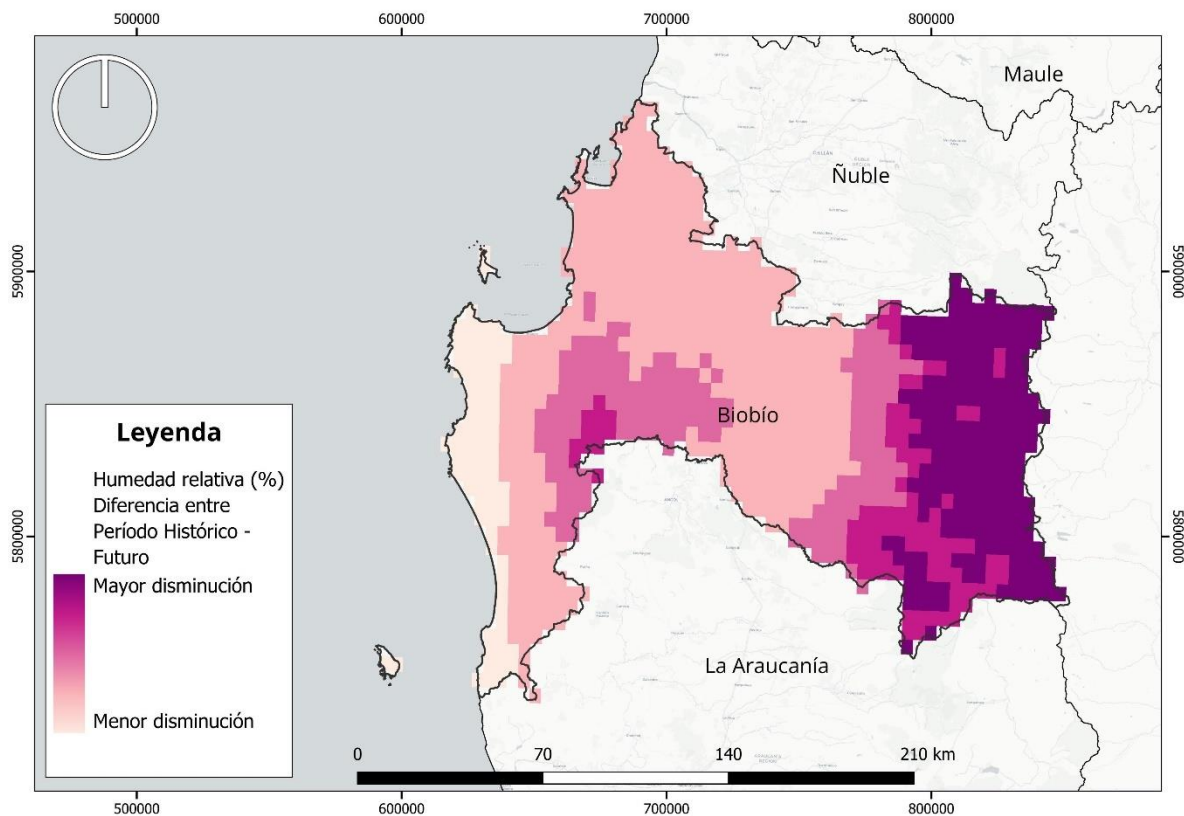 500000 600000 700000 800000
Maule
Ñuble
5900000 5900000
Biobío
Leyenda
Humedad relativa (%)
Diferencia entre
Período Histórico -
Futuro
Mayor disminución
Menor disminución
5800000 5800000
La Araucanía
0 70 140 210 km
500000 600000 700000 800000